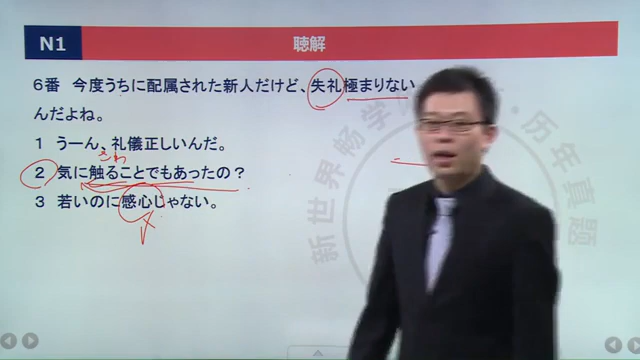 N1 聴解
6番 今度うちに配属された新人だけど、失礼極まりない
んだよね。
1 うーん、礼儀正しいんだ。
さわ
2 気に触ることでもあったの？
3 若いのに感心じゃない。
新世界畅学
·历年真题